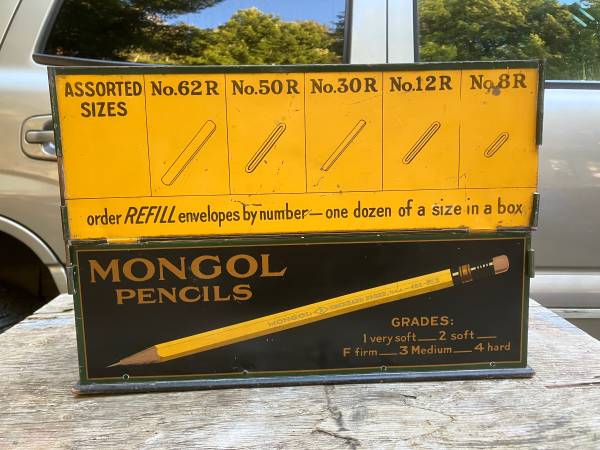 ASSORTED SIZES
No.62R
No.50R
No.30R
No.12R
No.8R
order REFILL envelopes by number—one dozen of a size in a box
MONGOL
PENCILS
MONGOL
GRADES:
1 very soft — 2 soft —
F firm — 3 Medium — 4 hard